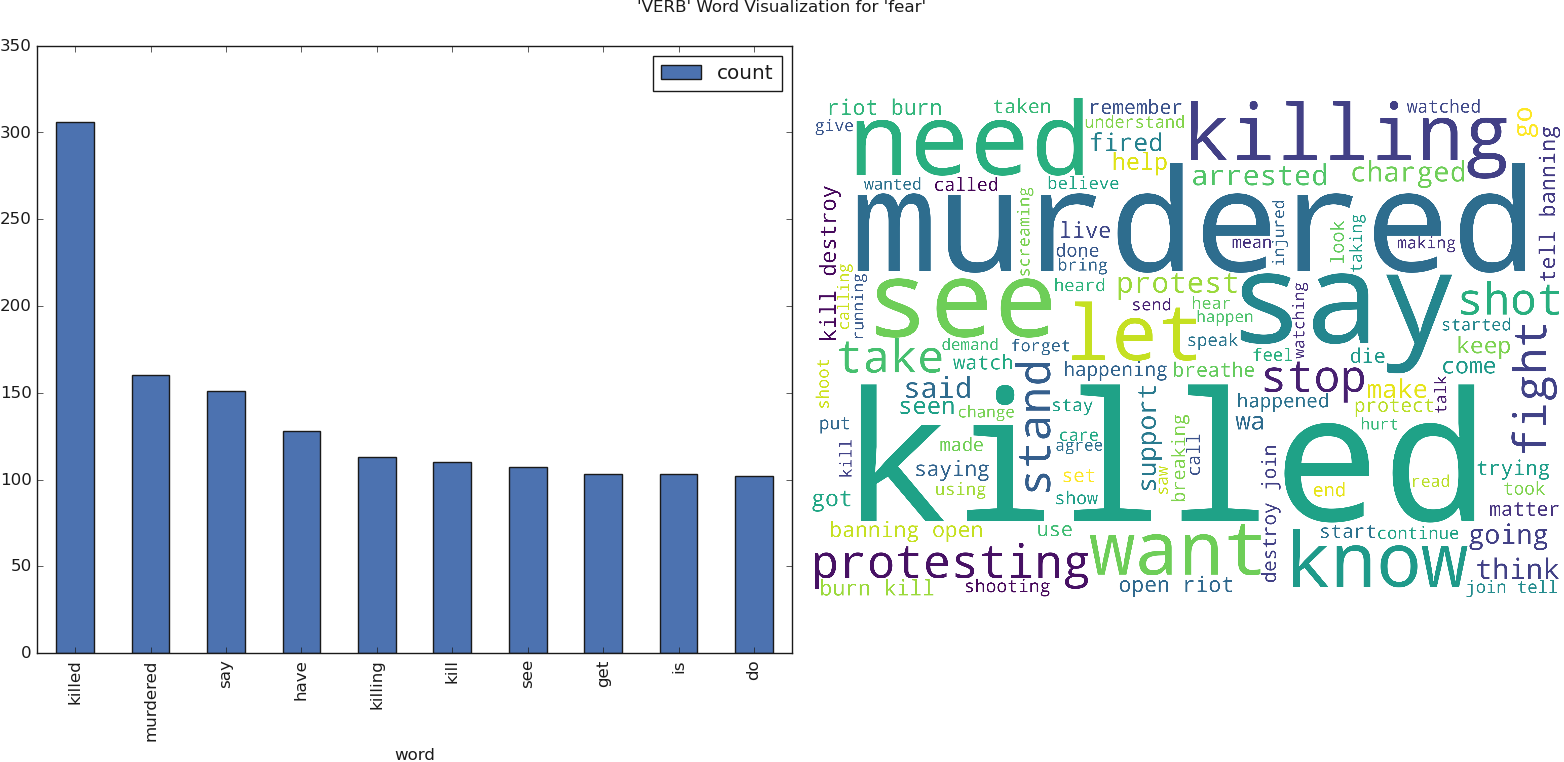 'VERB' Word Visualization for 'fear'
350
300
250
200
150
100
50
0
count
killed
murdered
say
have
killing
kill
see
get
is
do
word
riot burn
taken
remember
killing
watched
go
give
need
understand
fired
help
arrested
charged
tell banning
wanted
called
believe
kill destroy
murdered
screaming
live
done
bring
mean
injured
look
taking
making
calling
running
see
heard
protest
say
shot
let
send
hear
happen
watching
started
take
demand
forget
speak
feel
die
keep
watch
happening
breathe
stop
come
fight
shoot
said
stand
make
seen
change
stay
support
happened
protect
talk
put
killed
wa
hurt
kill
made
care
agree
call
saying
using
set
saw
breaking
show
destroy join
end
read
trying
took
got
matter
banning open
use
want
start
continue
going
protesting
know
think
burn kill
shooting
open riot
join tell